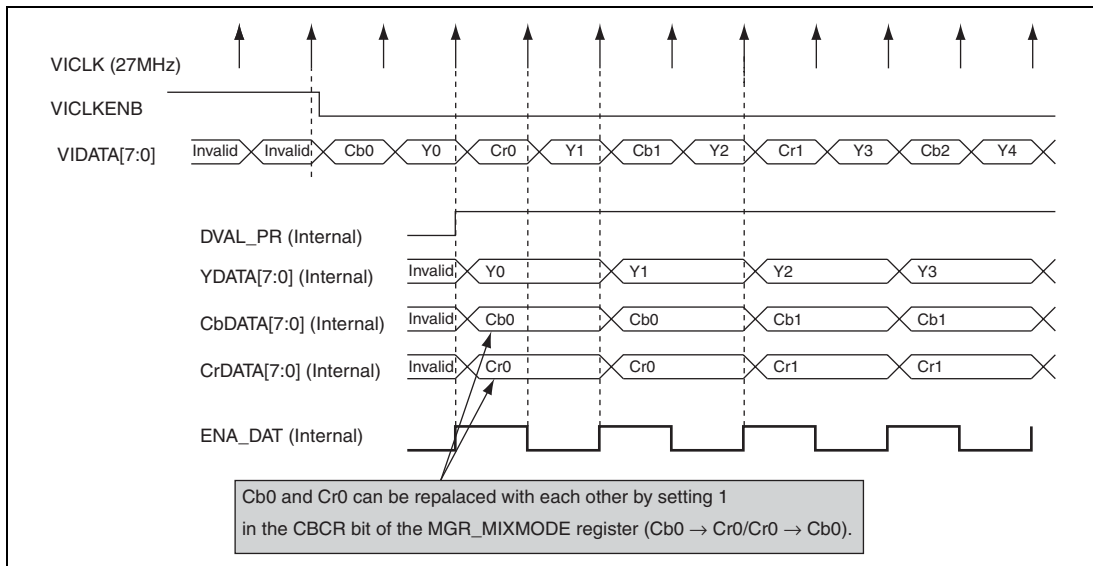 VICLK (27MHz)
VICLKENB
VIDATA[7:0] Invalid Invalid Cb0 Y0 Cr0 Y1 Cb1 Y2 Cr1 Y3 Cb2 Y4
DVAL_PR (Internal)
YDATA[7:0] (Internal) Invalid Y0 Y1 Y2 Y3
CbDATA[7:0] (Internal) Invalid Cb0 Cb0 Cb1 Cb1
CrDATA[7:0] (Internal) Invalid Cr0 Cr0 Cr1 Cr1
ENA_DAT (Internal)
Cb0 and Cr0 can be repalaced with each other by setting 1
in the CBCR bit of the MGR_MIXMODE register (Cb0 → Cr0/Cr0 → Cb0).